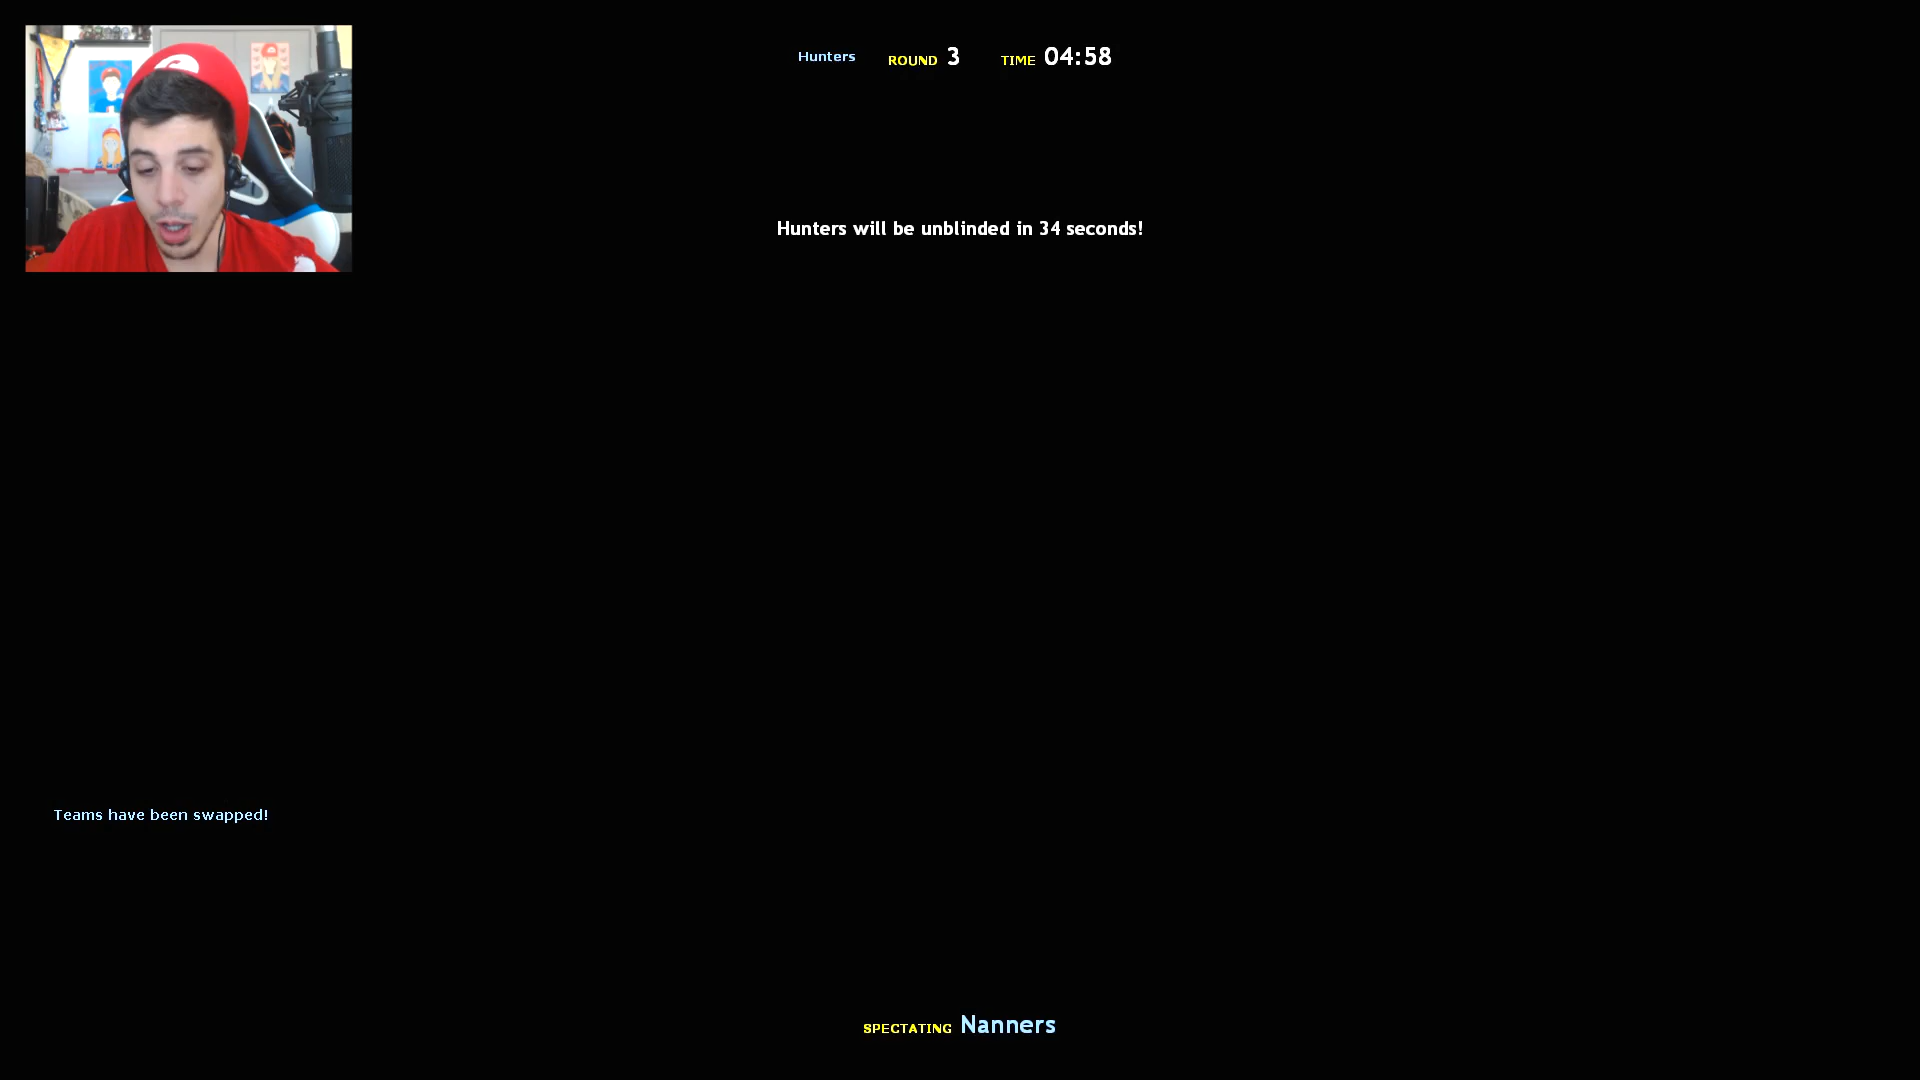 Hunters ROUND 3 TIME 04:58
Hunters will be unblinded in 34 seconds!
Teams have been swapped!
SPECTATING Nanners